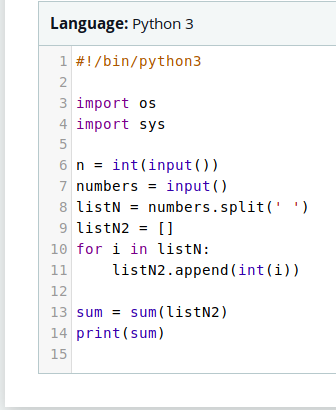 Language: Python 3
1 #!/bin/python3
2
3 import os
4 import sys
5
6 n = int(input())
7 numbers = input()
8 listN = numbers.split(' ')
9 listN2 = []
10 for i in listN:
11     listN2.append(int(i))
12
13 sum = sum(listN2)
14 print(sum)
15